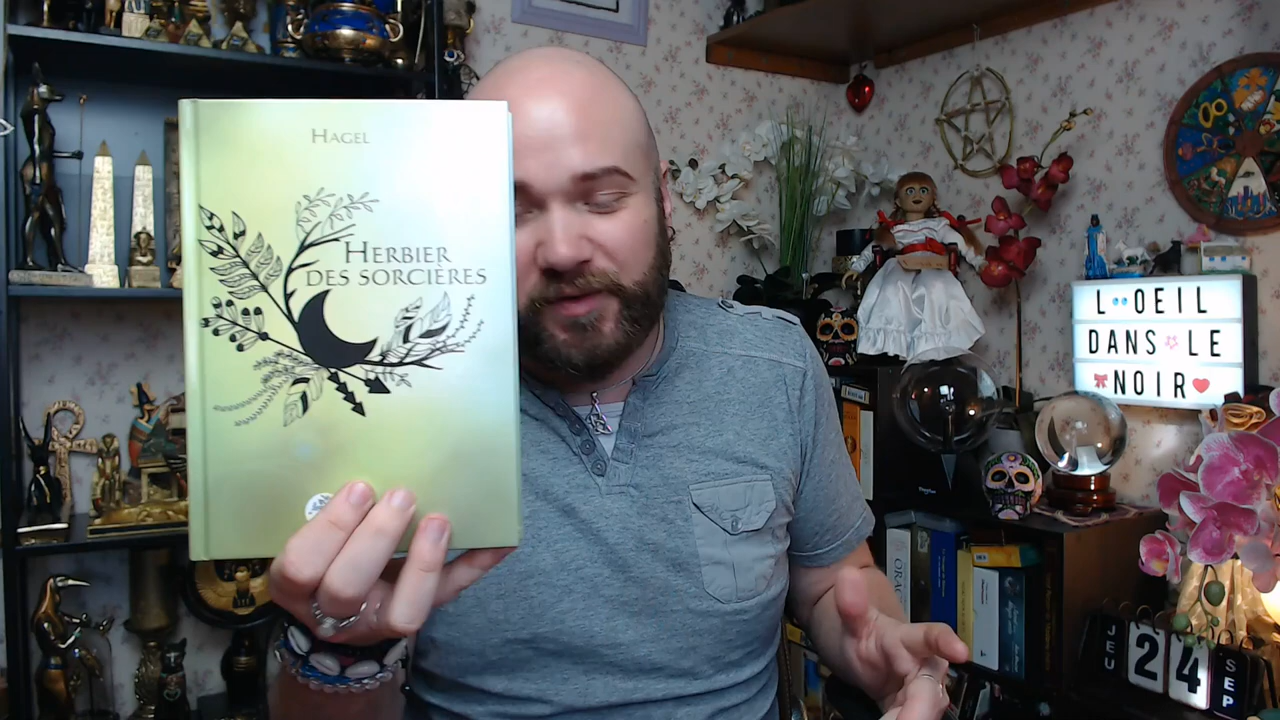 HAGEL
HERBIER
DES SORCIÈRES
L OEIL
DANS LE
NOIR
JEU
24
SEP